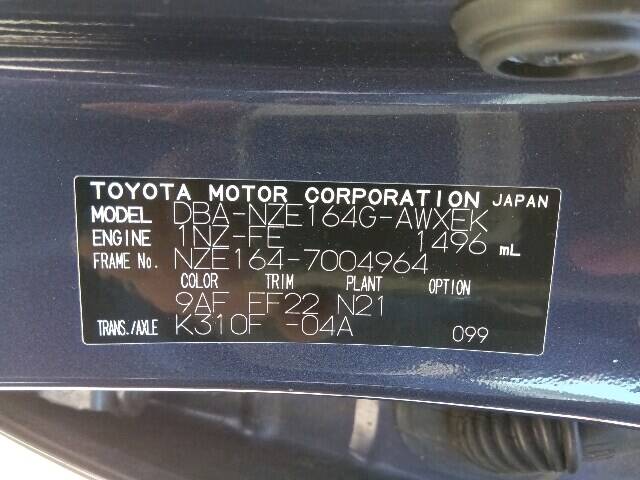 TOYOTA MOTOR CORPORATION JAPAN
MODEL DBA-NZE164G-AWXEK
ENGINE 1NZ-FE 1496 mL
FRAME No. NZE164-7004964
COLOR TRIM PLANT OPTION
9AF EF22 N21
TRANS./AXLE K310F -04A 099